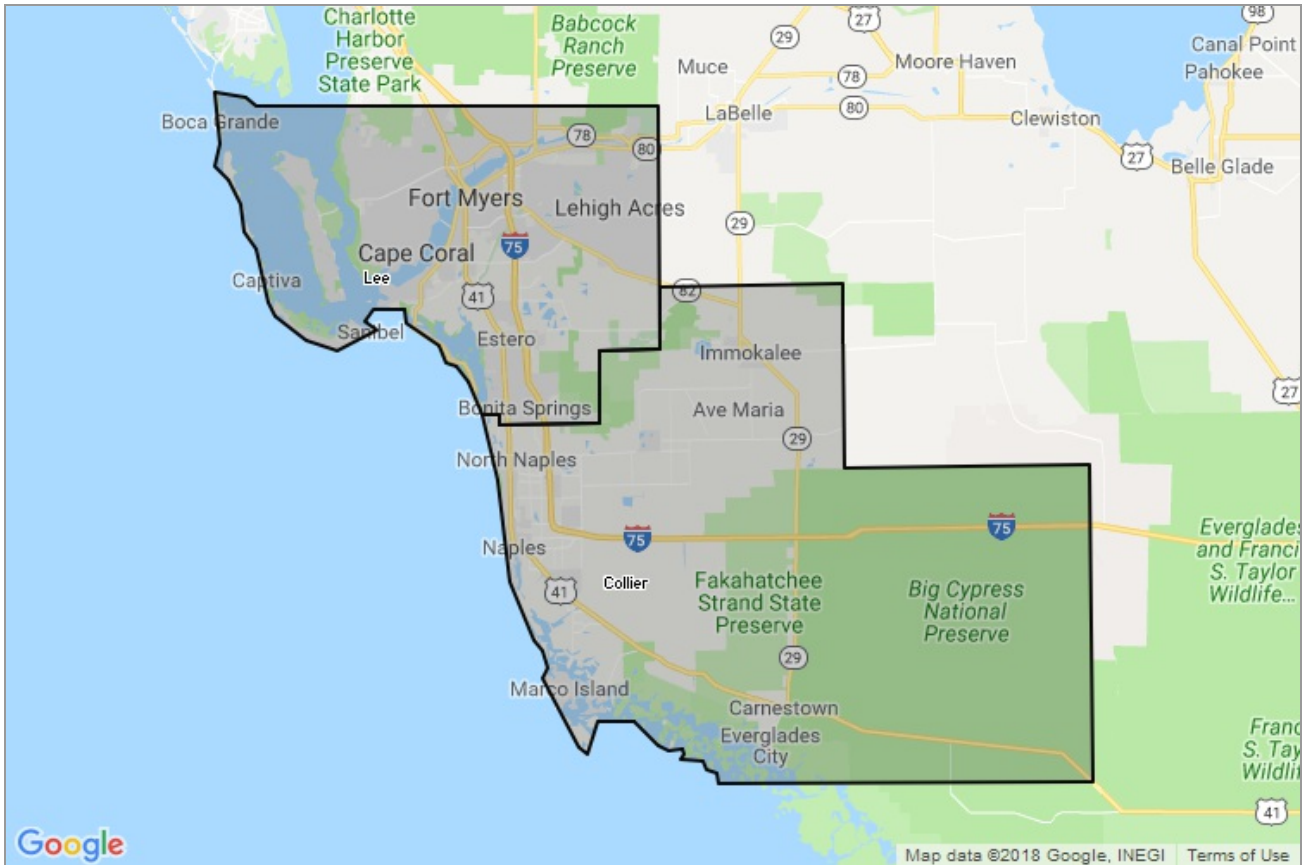 Charlotte
Harbor
Preserve
State Park
Babcock
Ranch
Preserve
27
29
98
Canal Point
Pahokee
Muce
78
Moore Haven
LaBelle
80
Clewiston
27
Belle Glade
Boca Grande
78
80
Fort Myers
Lehigh Acres
29
75
Cape Coral
Lee
Captiva
41
82
Sanibel
Estero
Immokalee
27
Bonita Springs
Ave Maria
29
North Naples
75
75
Naples
Everglades
and Franci
S. Taylor
Wildlife...
41
Collier
Fakahatchee
Strand State
Preserve
Big Cypress
National
Preserve
29
Marco Island
Carnestown
Everglades
City
Franc
S. Tay
Wildlif
41
Google
Map data ©2018 Google, INEGI
Terms of Use